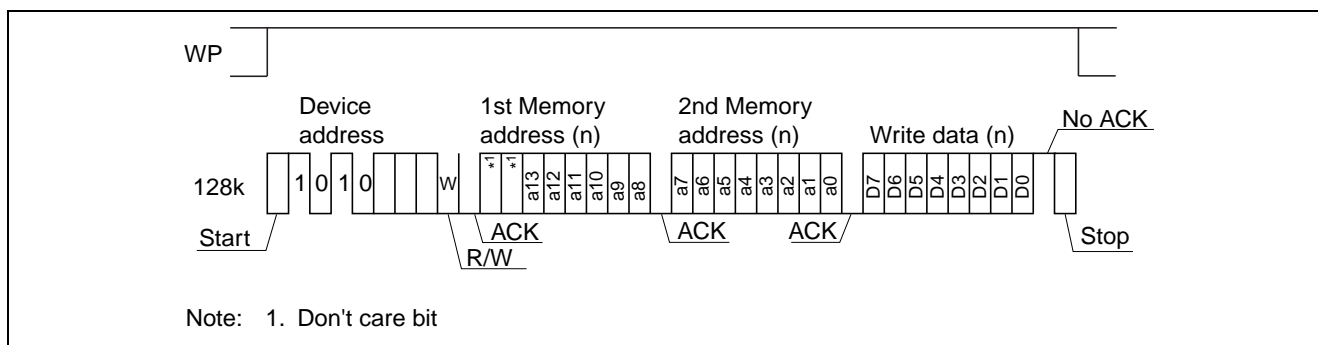 WP
Device address
1st Memory address (n)
2nd Memory address (n)
Write data (n)
No ACK
128k
1 0 1 0 W *1 *1 a13 a12 a11 a10 a9 a8 a7 a6 a5 a4 a3 a2 a1 a0 D7 D6 D5 D4 D3 D2 D1 D0
Start
ACK
ACK
ACK
Stop
R/W
Note: 1. Don't care bit